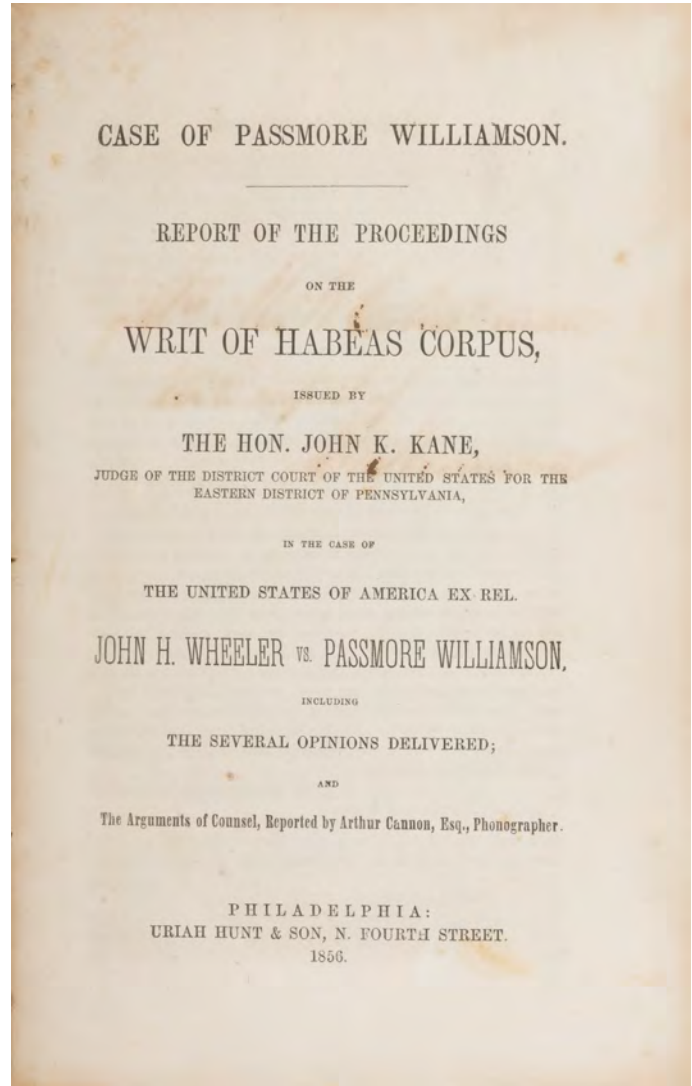 CASE OF PASSMORE WILLIAMSON.
REPORT OF THE PROCEEDINGS
ON THE
WRIT OF HABEAS CORPUS,
ISSUED BY
THE HON. JOHN K. KANE,
JUDGE OF THE DISTRICT COURT OF THE UNITED STATES FOR THE
EASTERN DISTRICT OF PENNSYLVANIA,
IN THE CASE OF
THE UNITED STATES OF AMERICA EX REL.
JOHN H. WHEELER VS. PASSMORE WILLIAMSON,
INCLUDING
THE SEVERAL OPINIONS DELIVERED;
AND
The Arguments of Counsel, Reported by Arthur Cannon, Esq., Phonographer.
PHILADELPHIA:
URIAH HUNT & SON, N. FOURTH STREET.
1856.